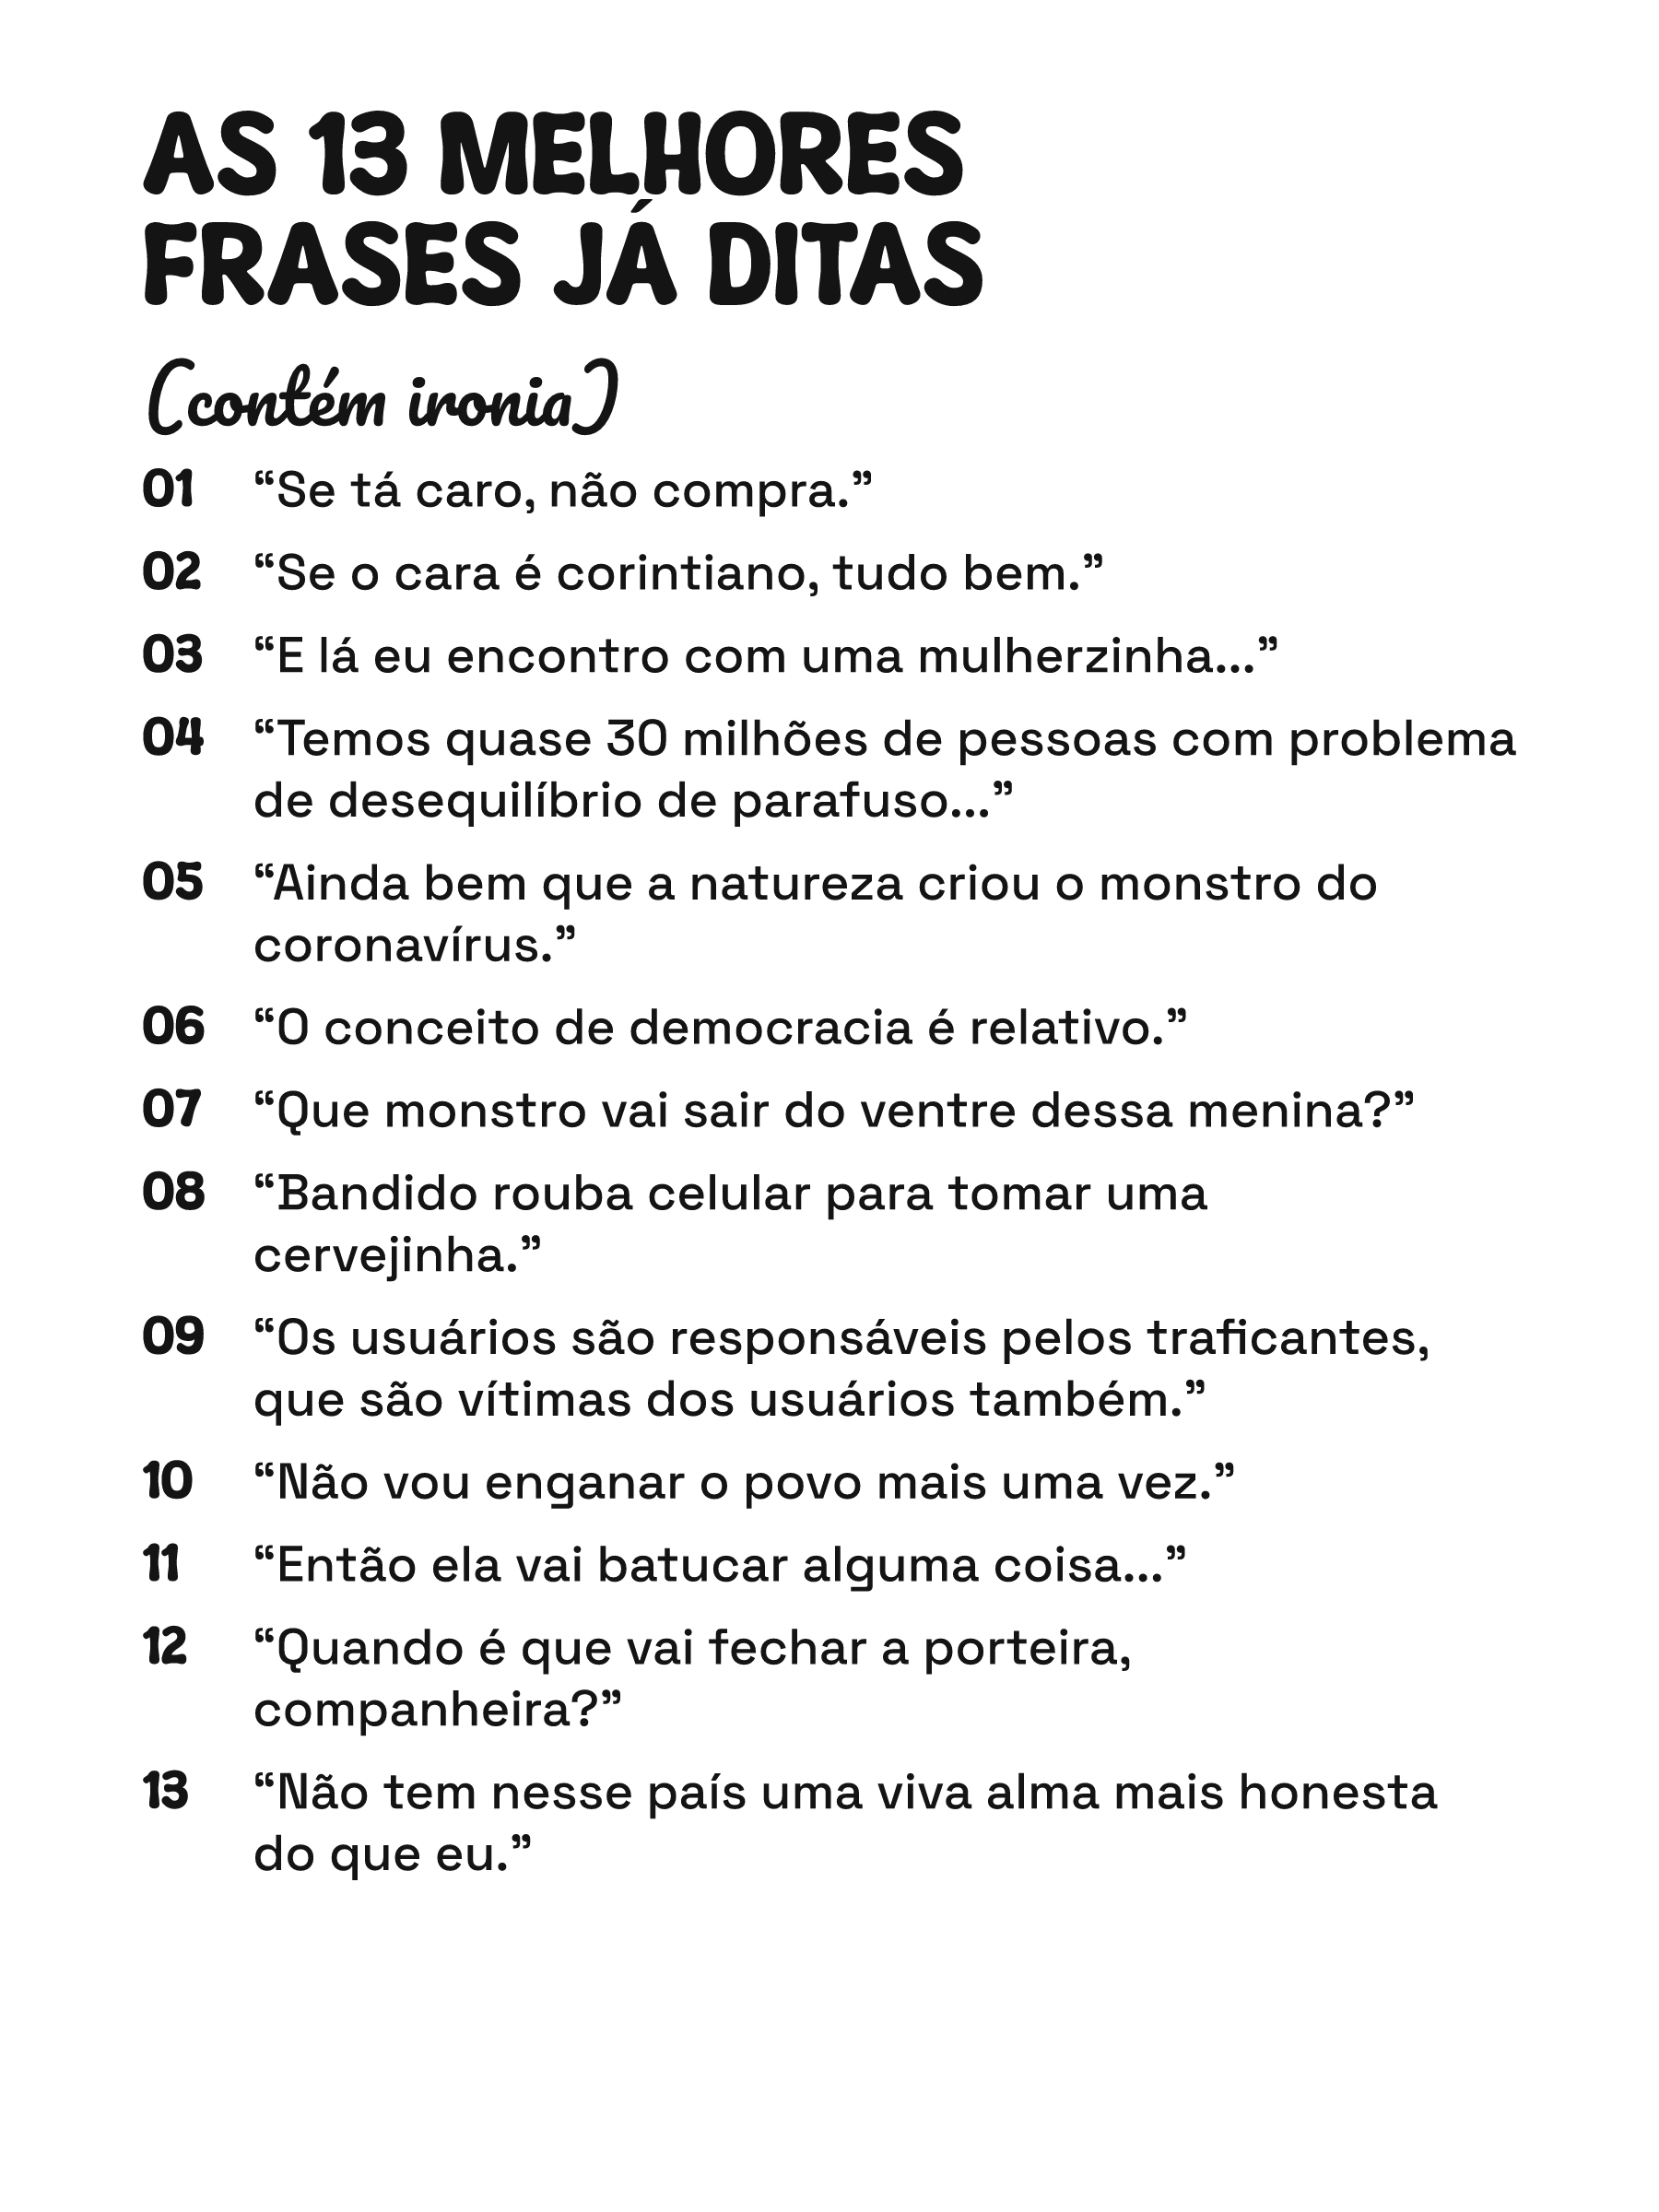 AS 13 MELHORES
FRASES JÁ DITAS
(contém ironia)
01 “Se tá caro, não compra.”
02 “Se o cara é corintiano, tudo bem.”
03 “E lá eu encontro com uma mulherzinha...”
04 “Temos quase 30 milhões de pessoas com problema
de desequilíbrio de parafuso...”
05 “Ainda bem que a natureza criou o monstro do
coronavírus.”
06 “O conceito de democracia é relativo.”
07 “Que monstro vai sair do ventre dessa menina?”
08 “Bandido rouba celular para tomar uma
cervejinha.”
09 “Os usuários são responsáveis pelos traficantes,
que são vítimas dos usuários também.”
10 “Não vou enganar o povo mais uma vez.”
11 “Então ela vai batucar alguma coisa...”
12 “Quando é que vai fechar a porteira,
companheira?”
13 “Não tem nesse país uma viva alma mais honesta
do que eu.”